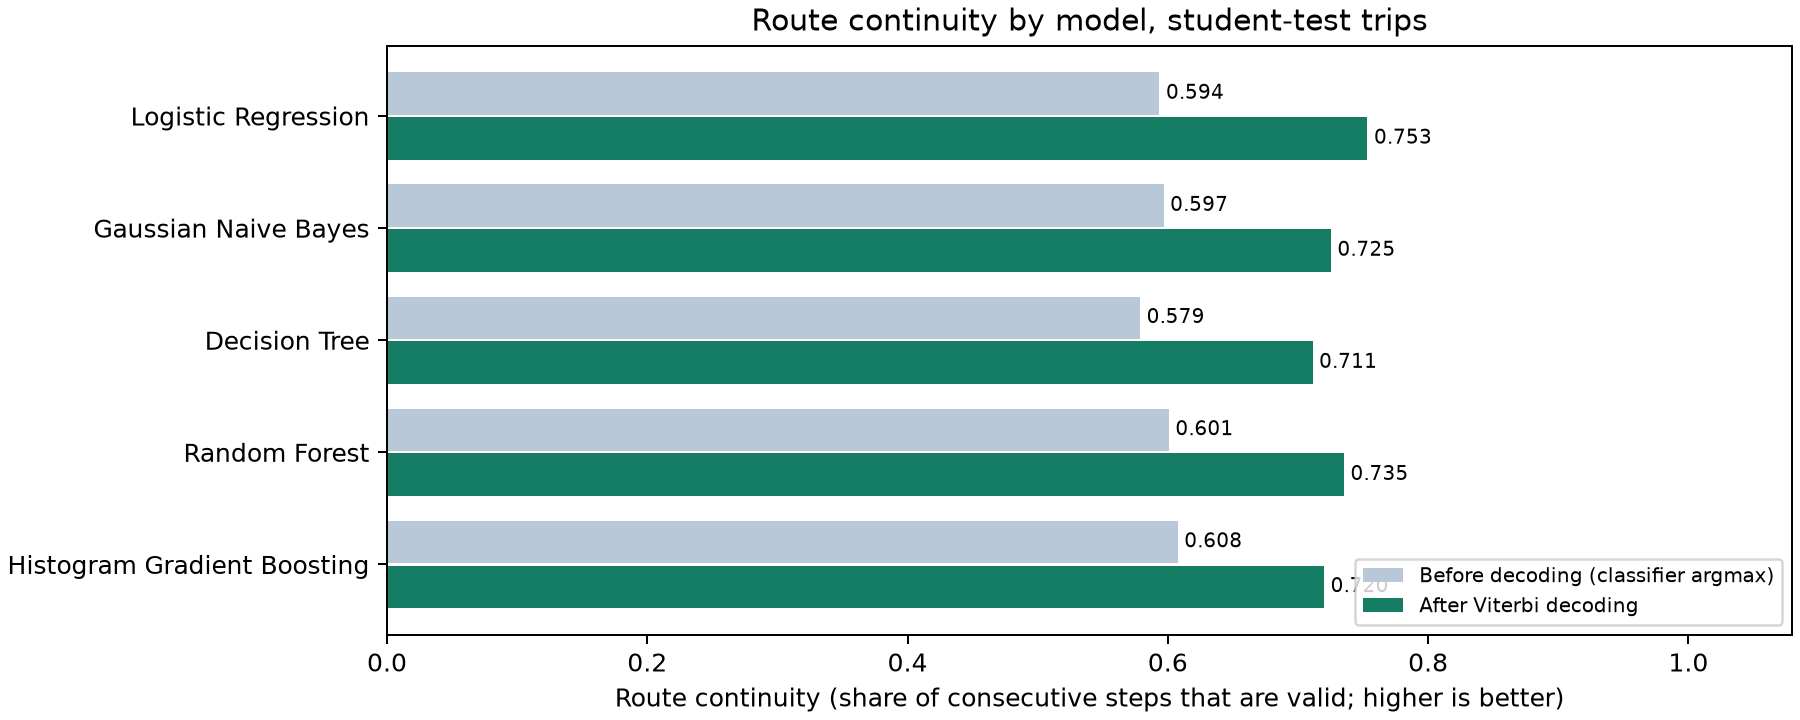 Route continuity by model, student-test trips
Logistic Regression
0.594
0.753
Gaussian Naive Bayes
0.597
0.725
Decision Tree
0.579
0.711
Random Forest
0.601
0.735
Histogram Gradient Boosting
0.608
0.720
Before decoding (classifier argmax)
After Viterbi decoding
0.0 0.2 0.4 0.6 0.8 1.0
Route continuity (share of consecutive steps that are valid; higher is better)